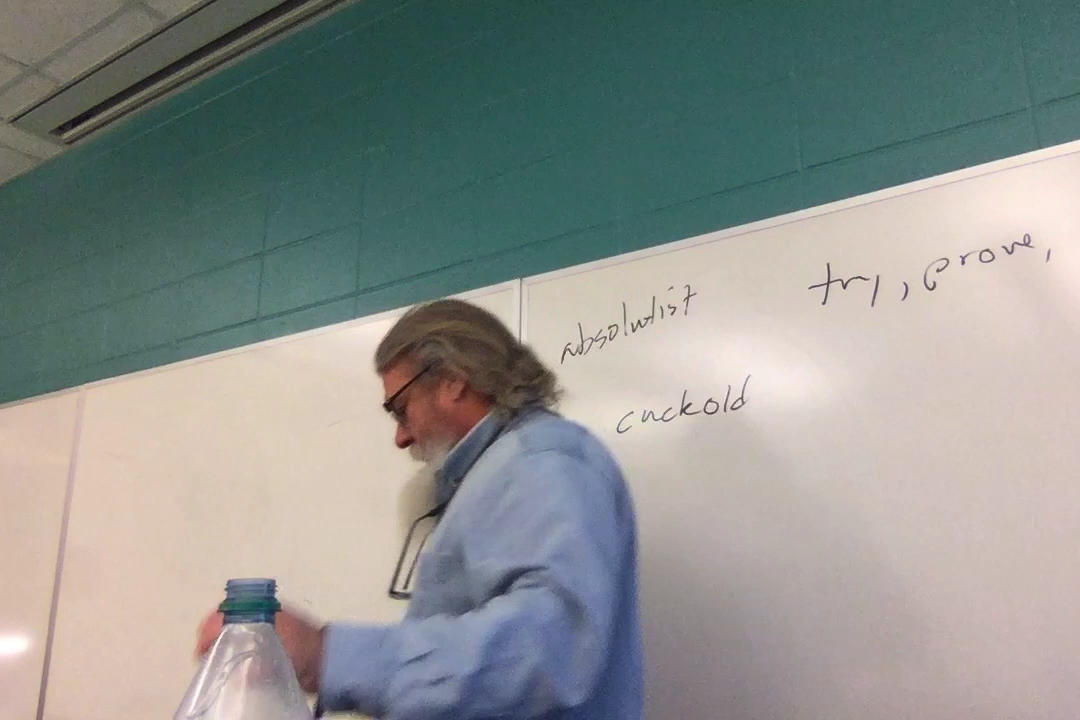 absolutist
try, prove,
cuckold